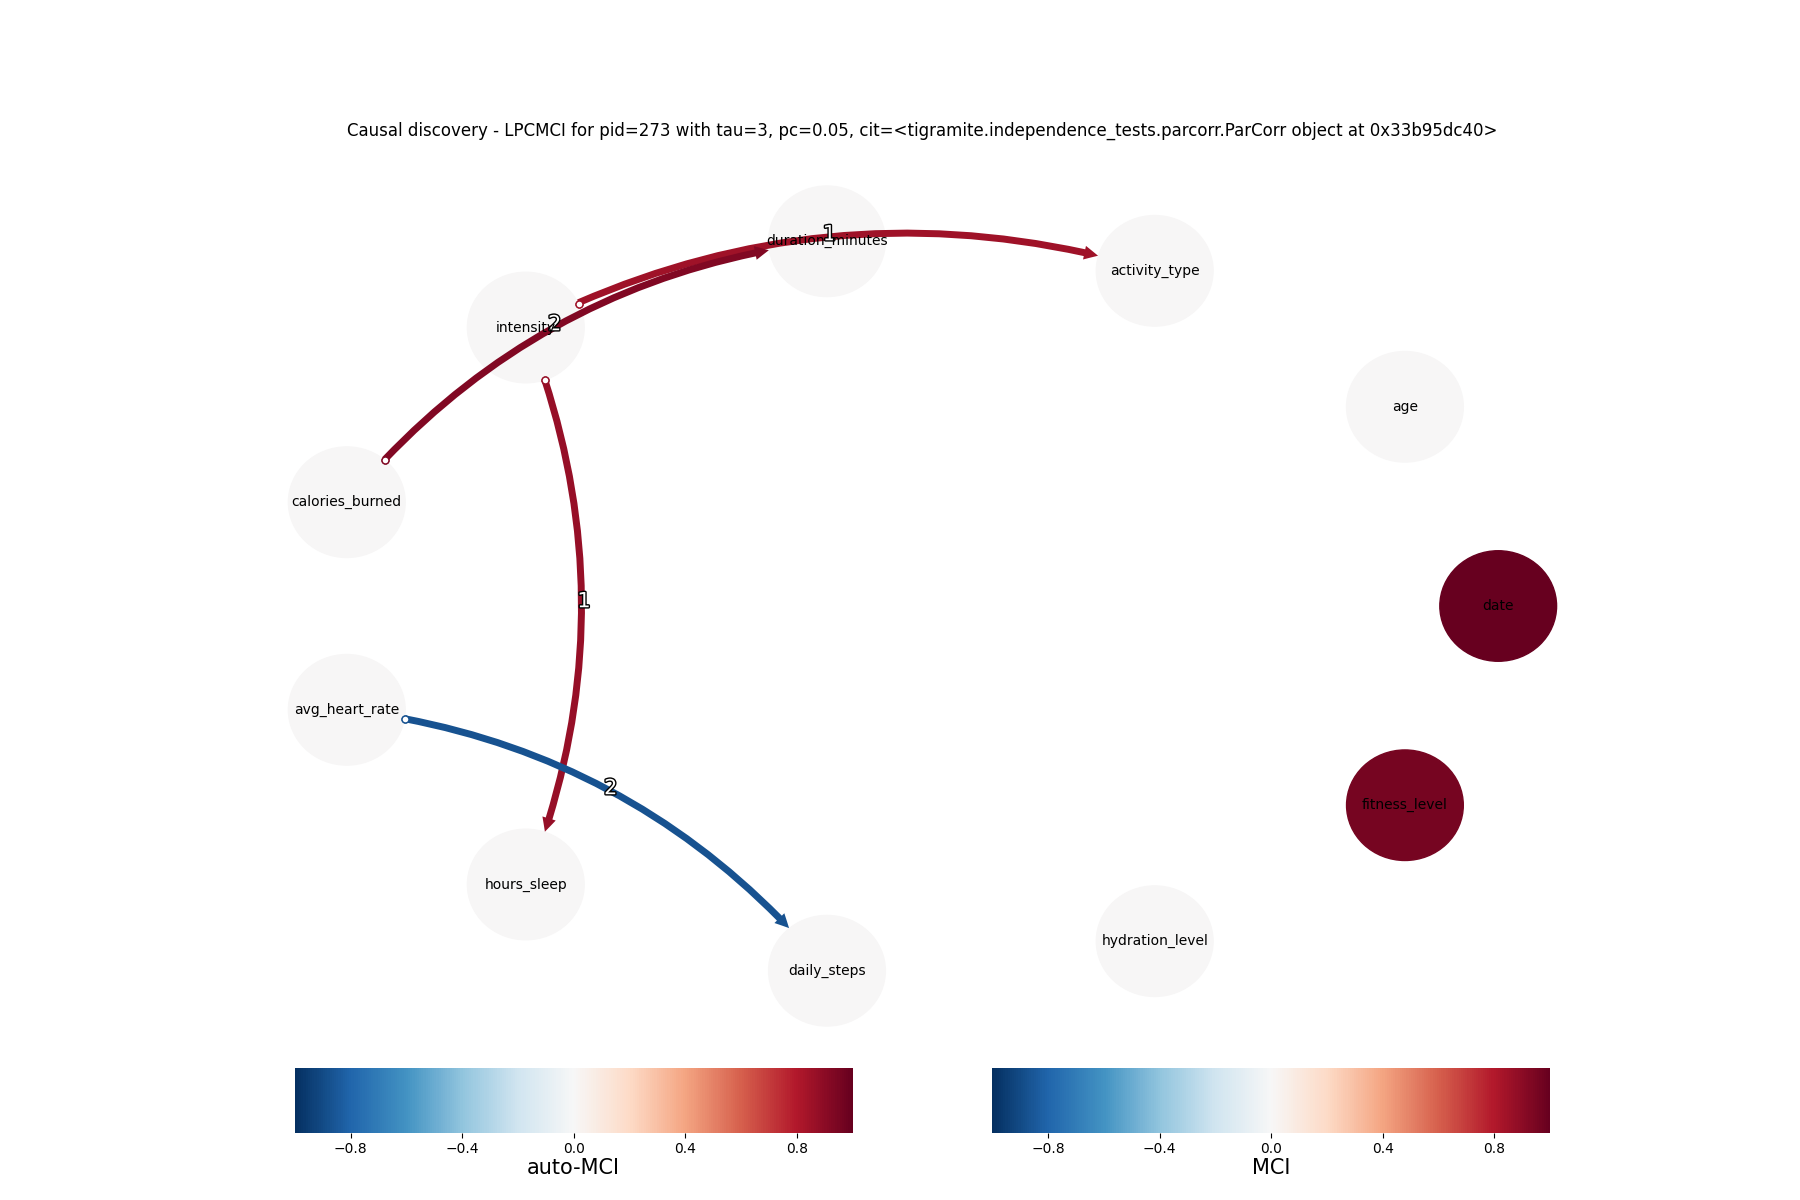 Causal discovery - LPCMCI for pid=273 with tau=3, pc=0.05, cit=<tigramite.independence_tests.parcorr.ParCorr object at 0x33b95dc40>
1
duration_minutes
activity_type
intensity
2
age
calories_burned
date
1
avg_heart_rate
2
fitness_level
hours_sleep
hydration_level
daily_steps
−0.8 −0.4 0.0 0.4 0.8
auto-MCI
−0.8 −0.4 0.0 0.4 0.8
MCI